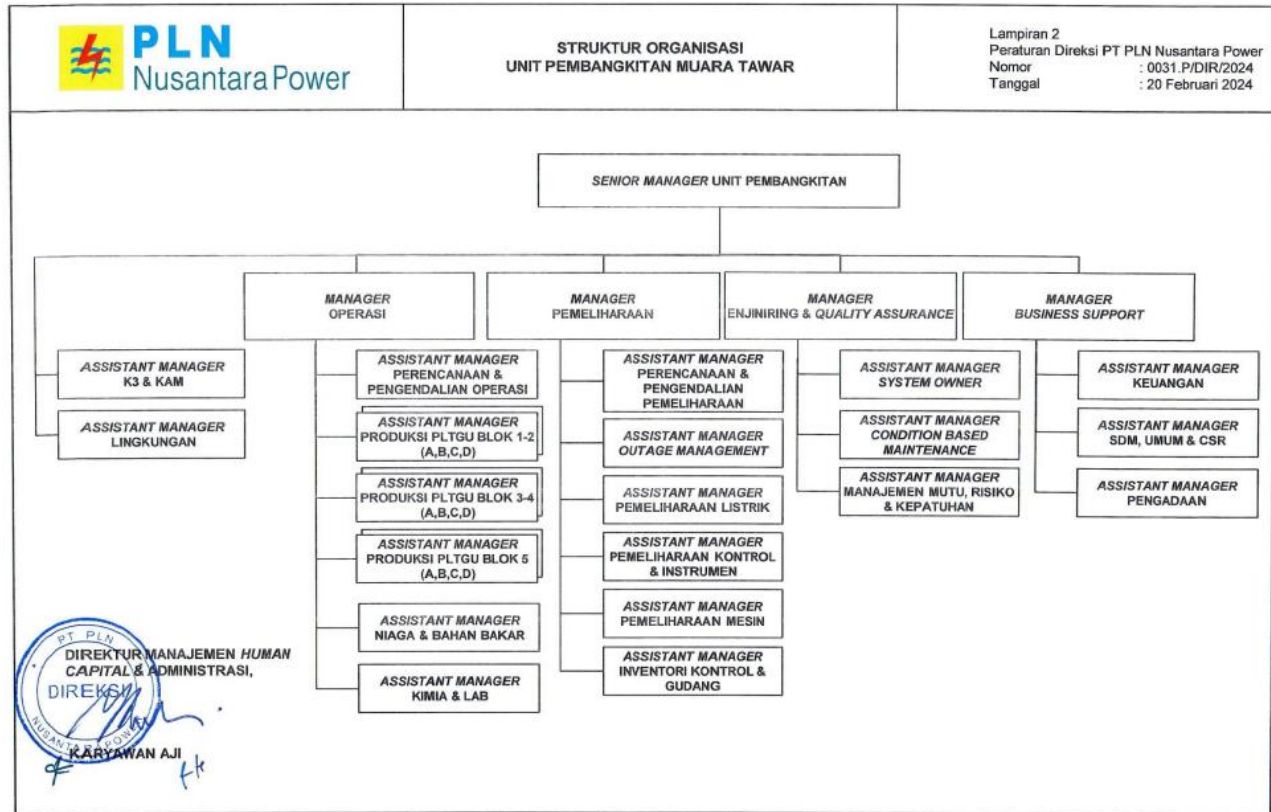 PLN
Nusantara Power
STRUKTUR ORGANISASI
UNIT PEMBANGKITAN MUARA TAWAR
Lampiran 2
Peraturan Direksi PT PLN Nusantara Power
Nomor : 0031.P/DIR/2024
Tanggal : 20 Februari 2024
SENIOR MANAGER UNIT PEMBANGKITAN
MANAGER
OPERASI
MANAGER
PEMELIHARAAN
MANAGER
ENJINIRING & QUALITY ASSURANCE
MANAGER
BUSINESS SUPPORT
ASSISTANT MANAGER
K3 & KAM
ASSISTANT MANAGER
LINGKUNGAN
ASSISTANT MANAGER
PERENCANAAN &
PENGENDALIAN OPERASI
ASSISTANT MANAGER
PRODUKSI PLTGU BLOK 1-2
(A,B,C,D)
ASSISTANT MANAGER
PRODUKSI PLTGU BLOK 3-4
(A,B,C,D)
ASSISTANT MANAGER
PRODUKSI PLTGU BLOK 5
(A,B,C,D)
ASSISTANT MANAGER
NIAGA & BAHAN BAKAR
ASSISTANT MANAGER
KIMIA & LAB
ASSISTANT MANAGER
PERENCANAAN &
PENGENDALIAN
PEMELIHARAAN
ASSISTANT MANAGER
OUTAGE MANAGEMENT
ASSISTANT MANAGER
PEMELIHARAAN LISTRIK
ASSISTANT MANAGER
PEMELIHARAAN KONTROL
& INSTRUMEN
ASSISTANT MANAGER
PEMELIHARAAN MESIN
ASSISTANT MANAGER
INVENTORI KONTROL &
GUDANG
ASSISTANT MANAGER
SYSTEM OWNER
ASSISTANT MANAGER
CONDITION BASED
MAINTENANCE
ASSISTANT MANAGER
MANAJEMEN MUTU, RISIKO
& KEPATUHAN
ASSISTANT MANAGER
KEUANGAN
ASSISTANT MANAGER
SDM, UMUM & CSR
ASSISTANT MANAGER
PENGADAAN
DIREKTUR MANAJEMEN HUMAN
CAPITAL & ADMINISTRASI,
PT PLN
DIREKSI
NUSANTARA POWER
KARYAWAN AJI